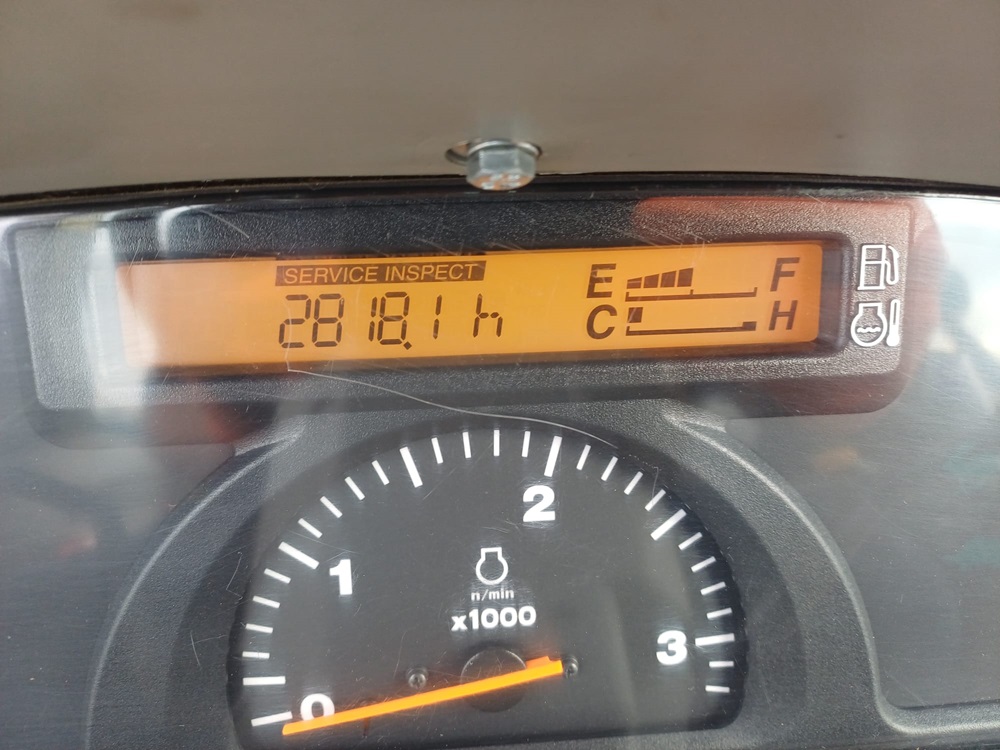 SERVICE INSPECT
2818.1 h
E F
C H
2
1
n/min
x1000
3
0